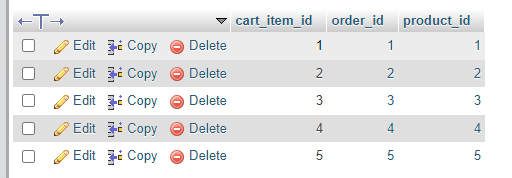 cart_item_id order_id product_id
Edit Copy Delete 1 1 1
Edit Copy Delete 2 2 2
Edit Copy Delete 3 3 3
Edit Copy Delete 4 4 4
Edit Copy Delete 5 5 5